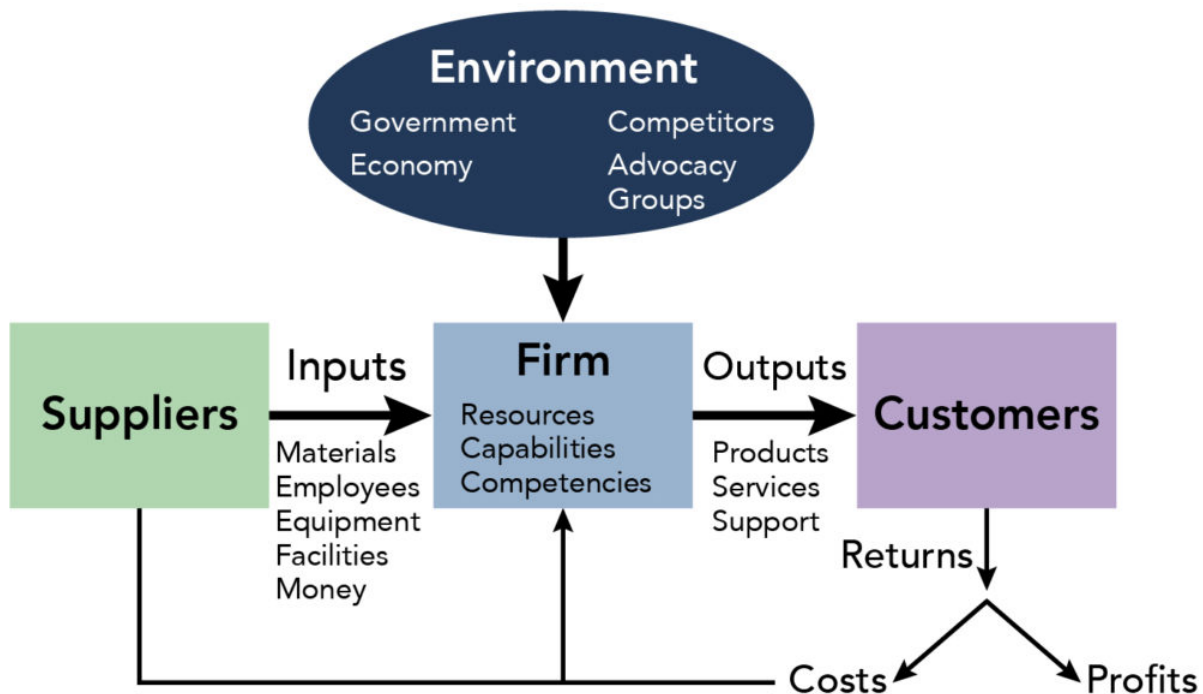 Environment
Government
Economy
Competitors
Advocacy
Groups
Suppliers
Inputs
Materials
Employees
Equipment
Facilities
Money
Firm
Resources
Capabilities
Competencies
Outputs
Products
Services
Support
Customers
Returns
Costs
Profits